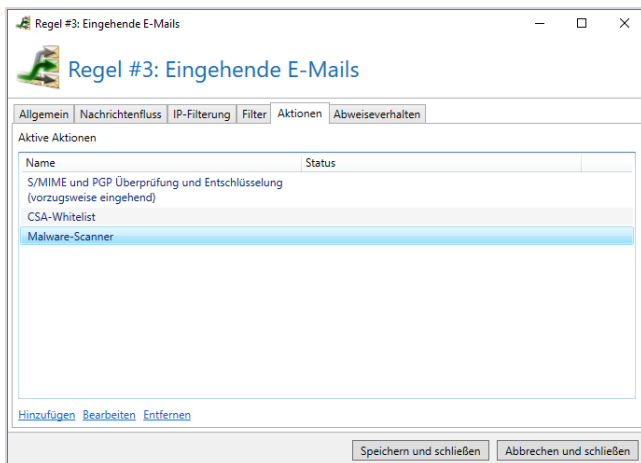 Regel #3: Eingehende E-Mails
Regel #3: Eingehende E-Mails
Allgemein Nachrichtenfluss IP-Filterung Filter Aktionen Abweiseverhalten
Aktive Aktionen
Name Status
S/MIME und PGP Überprüfung und Entschlüsselung
(vorzugsweise eingehend)
CSA-Whitelist
Malware-Scanner
Hinzufügen Bearbeiten Entfernen
Speichern und schließen Abbrechen und schließen